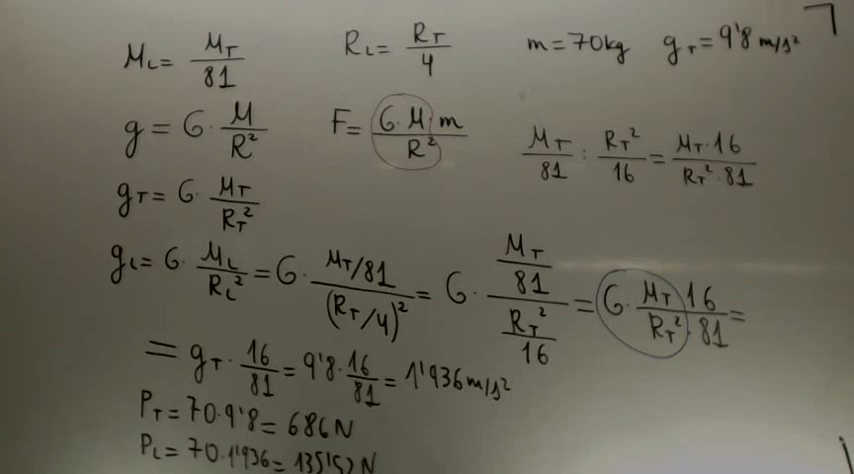 M_L = M_T/81   R_L = R_T/4   m = 70kg   g_T = 9'8 m/s²
g = G · M/R²   F = G·M·m/R²   M_T/81 : R_T²/16 = M_T·16/R_T²·81
g_T = G · M_T/R_T²
g_L = G · M_L/R_L² = G · (M_T/81)/(R_T/4)² = G · (M_T/81)/(R_T²/16) = G · M_T 16/R_T² · 81 =
= g_T · 16/81 = 9'8 · 16/81 = 1'936 m/s²
P_T = 70·9'8 = 686 N
P_L = 70·1'936 = 135'52 N